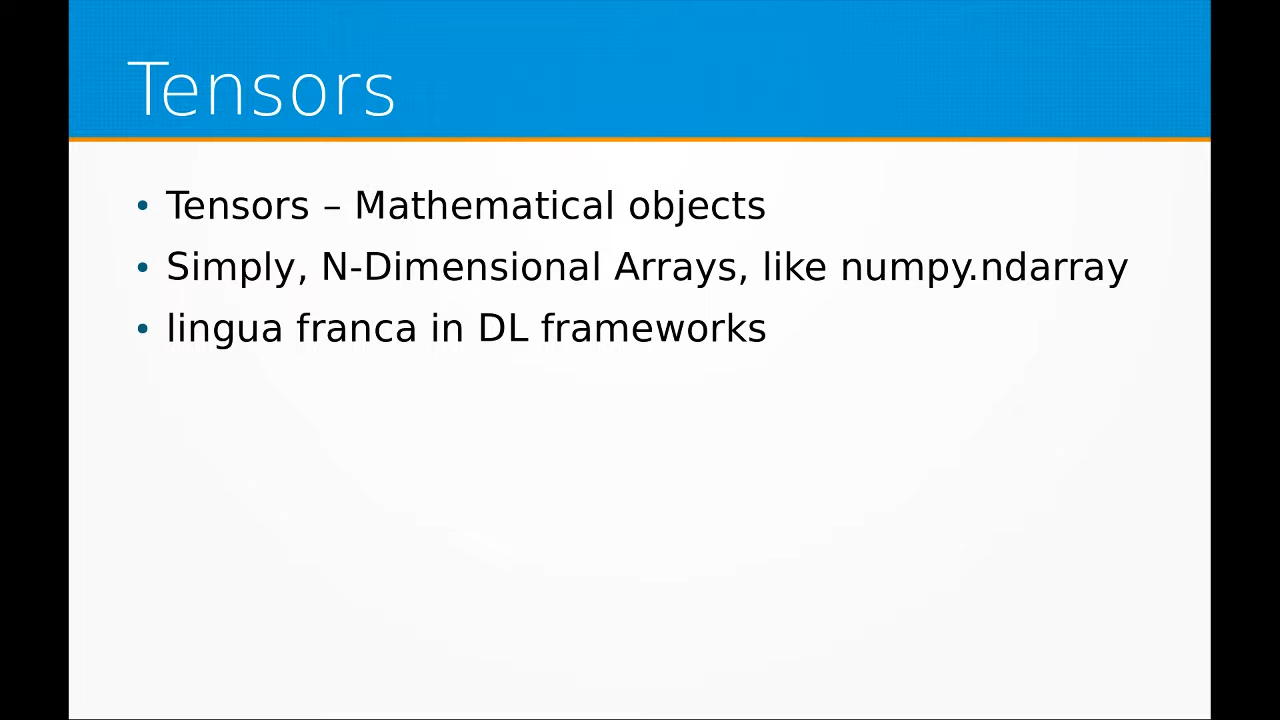 Tensors
• Tensors – Mathematical objects
• Simply, N-Dimensional Arrays, like numpy.ndarray
• lingua franca in DL frameworks